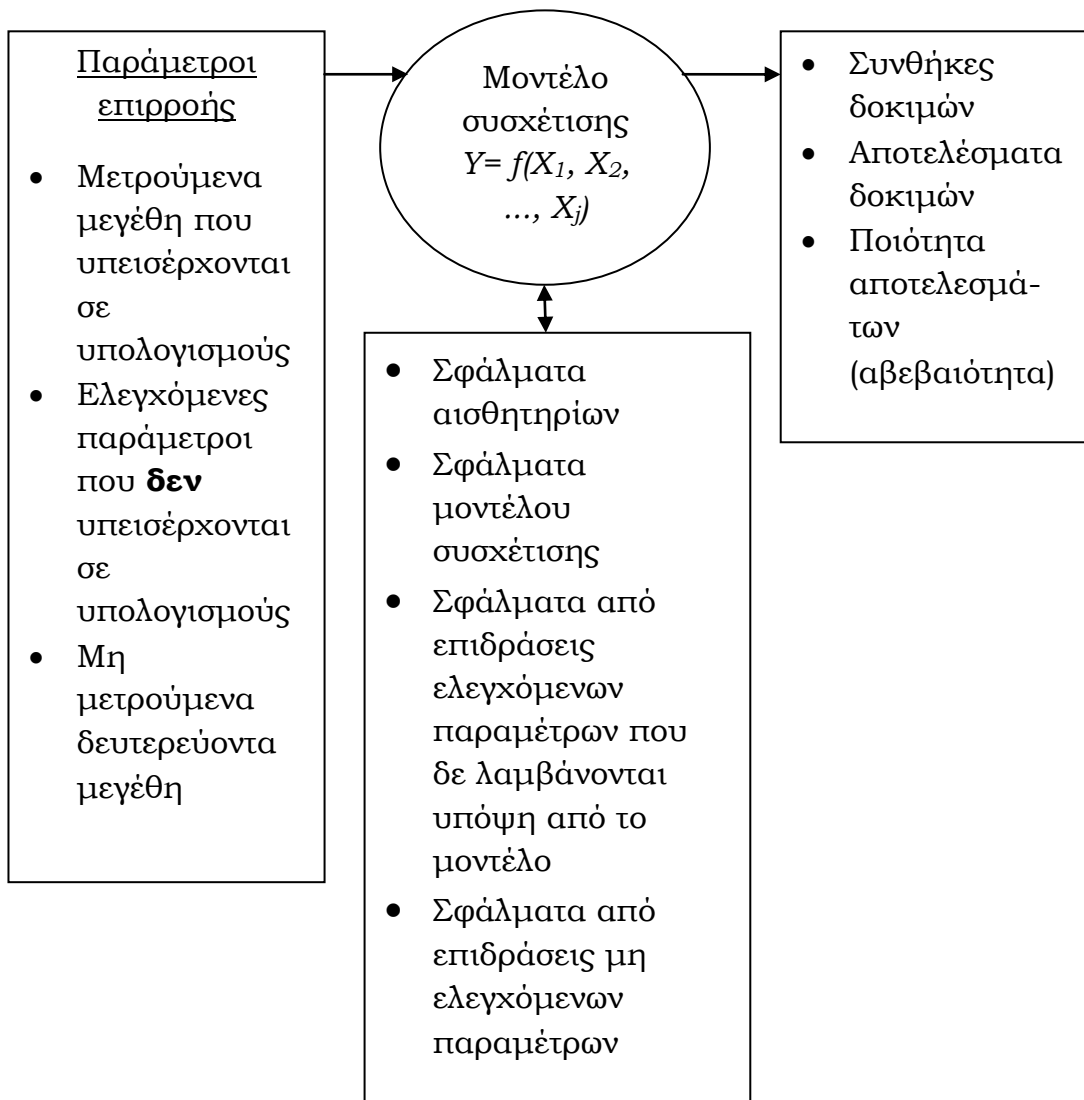 Παράμετροι
επιρροής
• Μετρούμενα
μεγέθη που
υπεισέρχονται
σε
υπολογισμούς
• Ελεγχόμενες
παράμετροι
που δεν
υπεισέρχονται
σε
υπολογισμούς
• Μη
μετρούμενα
δευτερεύοντα
μεγέθη
Μοντέλο
συσχέτισης
Y= f(X1, X2,
..., Xj)
• Συνθήκες
δοκιμών
• Αποτελέσματα
δοκιμών
• Ποιότητα
αποτελεσμά-
των
(αβεβαιότητα)
• Σφάλματα
αισθητηρίων
• Σφάλματα
μοντέλου
συσχέτισης
• Σφάλματα από
επιδράσεις
ελεγχόμενων
παραμέτρων που
δε λαμβάνονται
υπόψη από το
μοντέλο
• Σφάλματα από
επιδράσεις μη
ελεγχόμενων
παραμέτρων